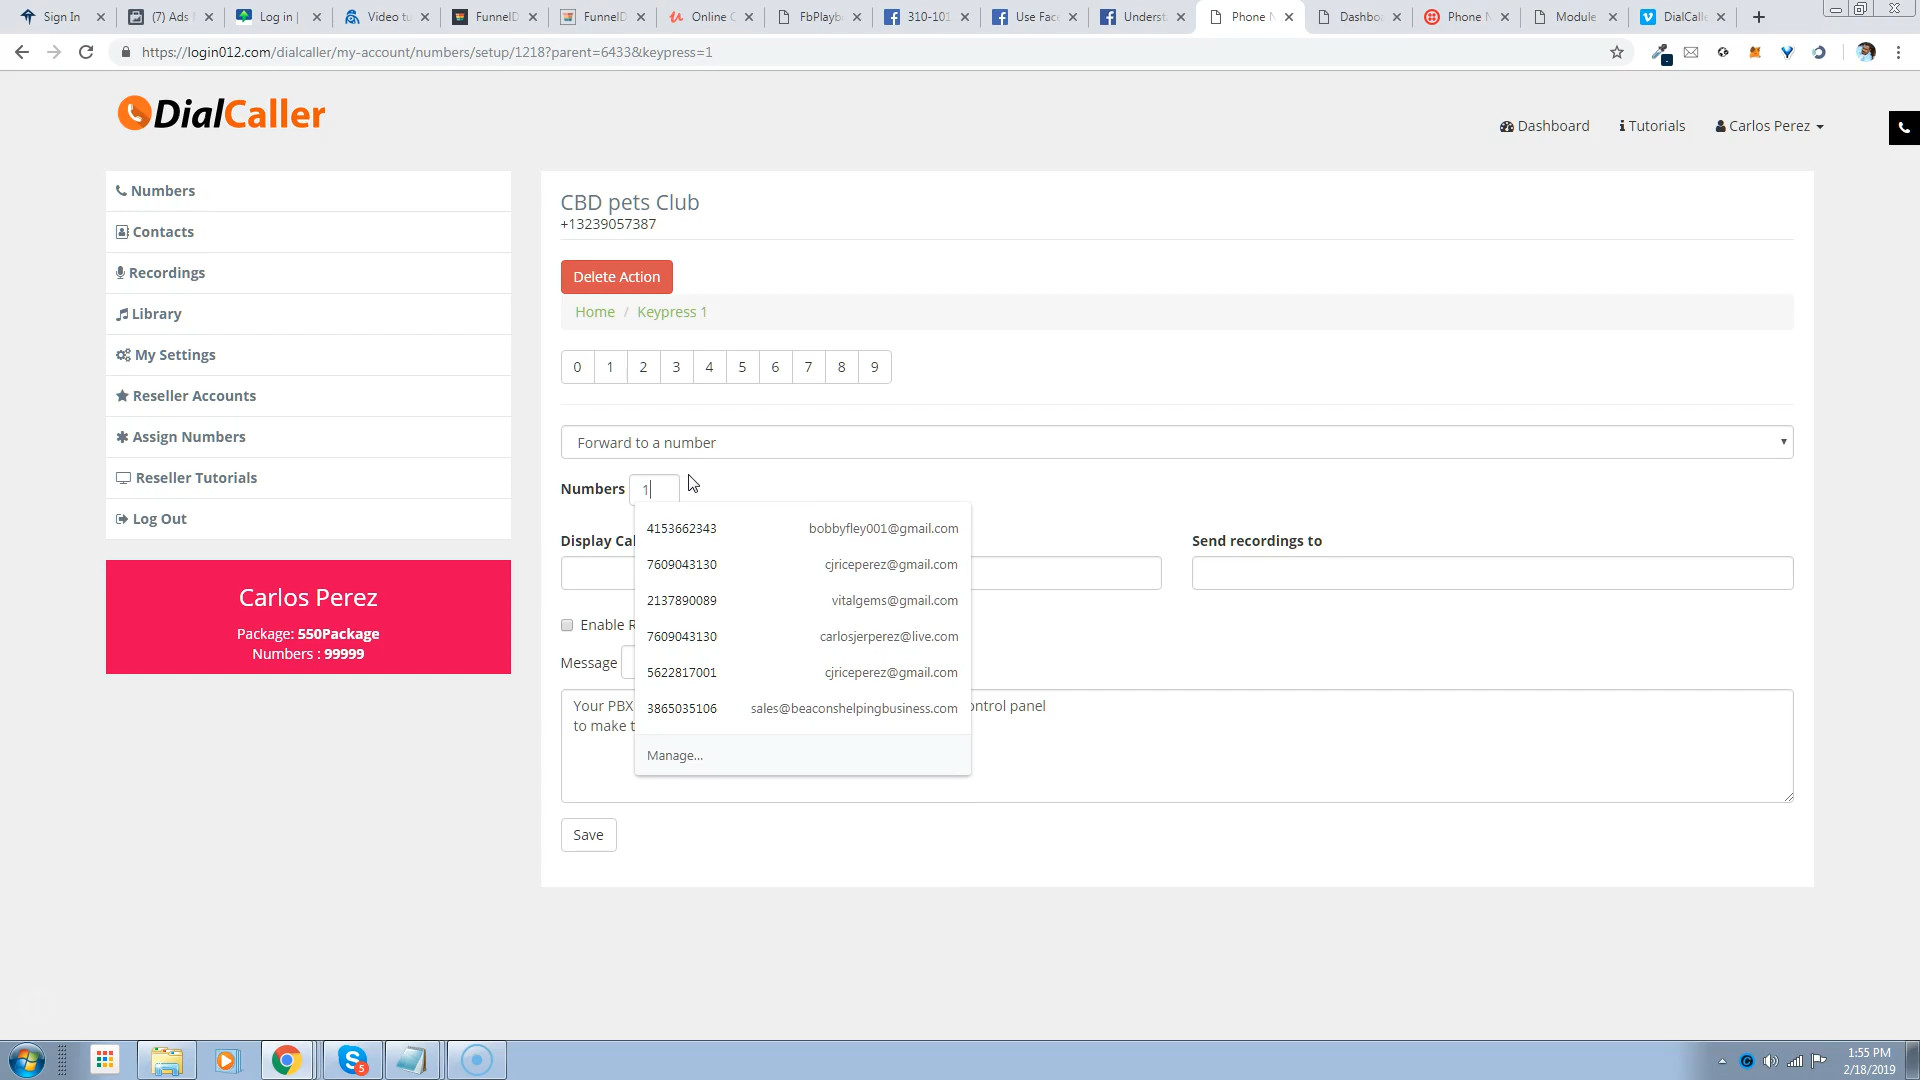 Sign In
(7) Ads
Log in |
Video tu
FunnelD
FunnelD
Online C
FbPlayb
310-101
Use Fac
Underst
Phone N
Dashbo
Phone N
Module
DialCalle
https://login012.com/dialcaller/my-account/numbers/setup/1218?parent=6433&keypress=1
DialCaller
Dashboard
Tutorials
Carlos Perez
Numbers
Contacts
Recordings
Library
My Settings
Reseller Accounts
Assign Numbers
Reseller Tutorials
Log Out
Carlos Perez
Package: 550Package
Numbers : 99999
CBD pets Club
+13239057387
Delete Action
Home / Keypress 1
0 1 2 3 4 5 6 7 8 9
Forward to a number
Numbers 1
4153662343 bobbyfley001@gmail.com
7609043130 cjriceperez@gmail.com
2137890089 vitalgems@gmail.com
7609043130 carlosjerperez@live.com
5622817001 cjriceperez@gmail.com
3865035106 sales@beaconshelpingbusiness.com
Manage...
Display Cal
Send recordings to
Enable R
Message
Your PBX ontrol panel
to make t
Save
5
1:55 PM
2/18/2019